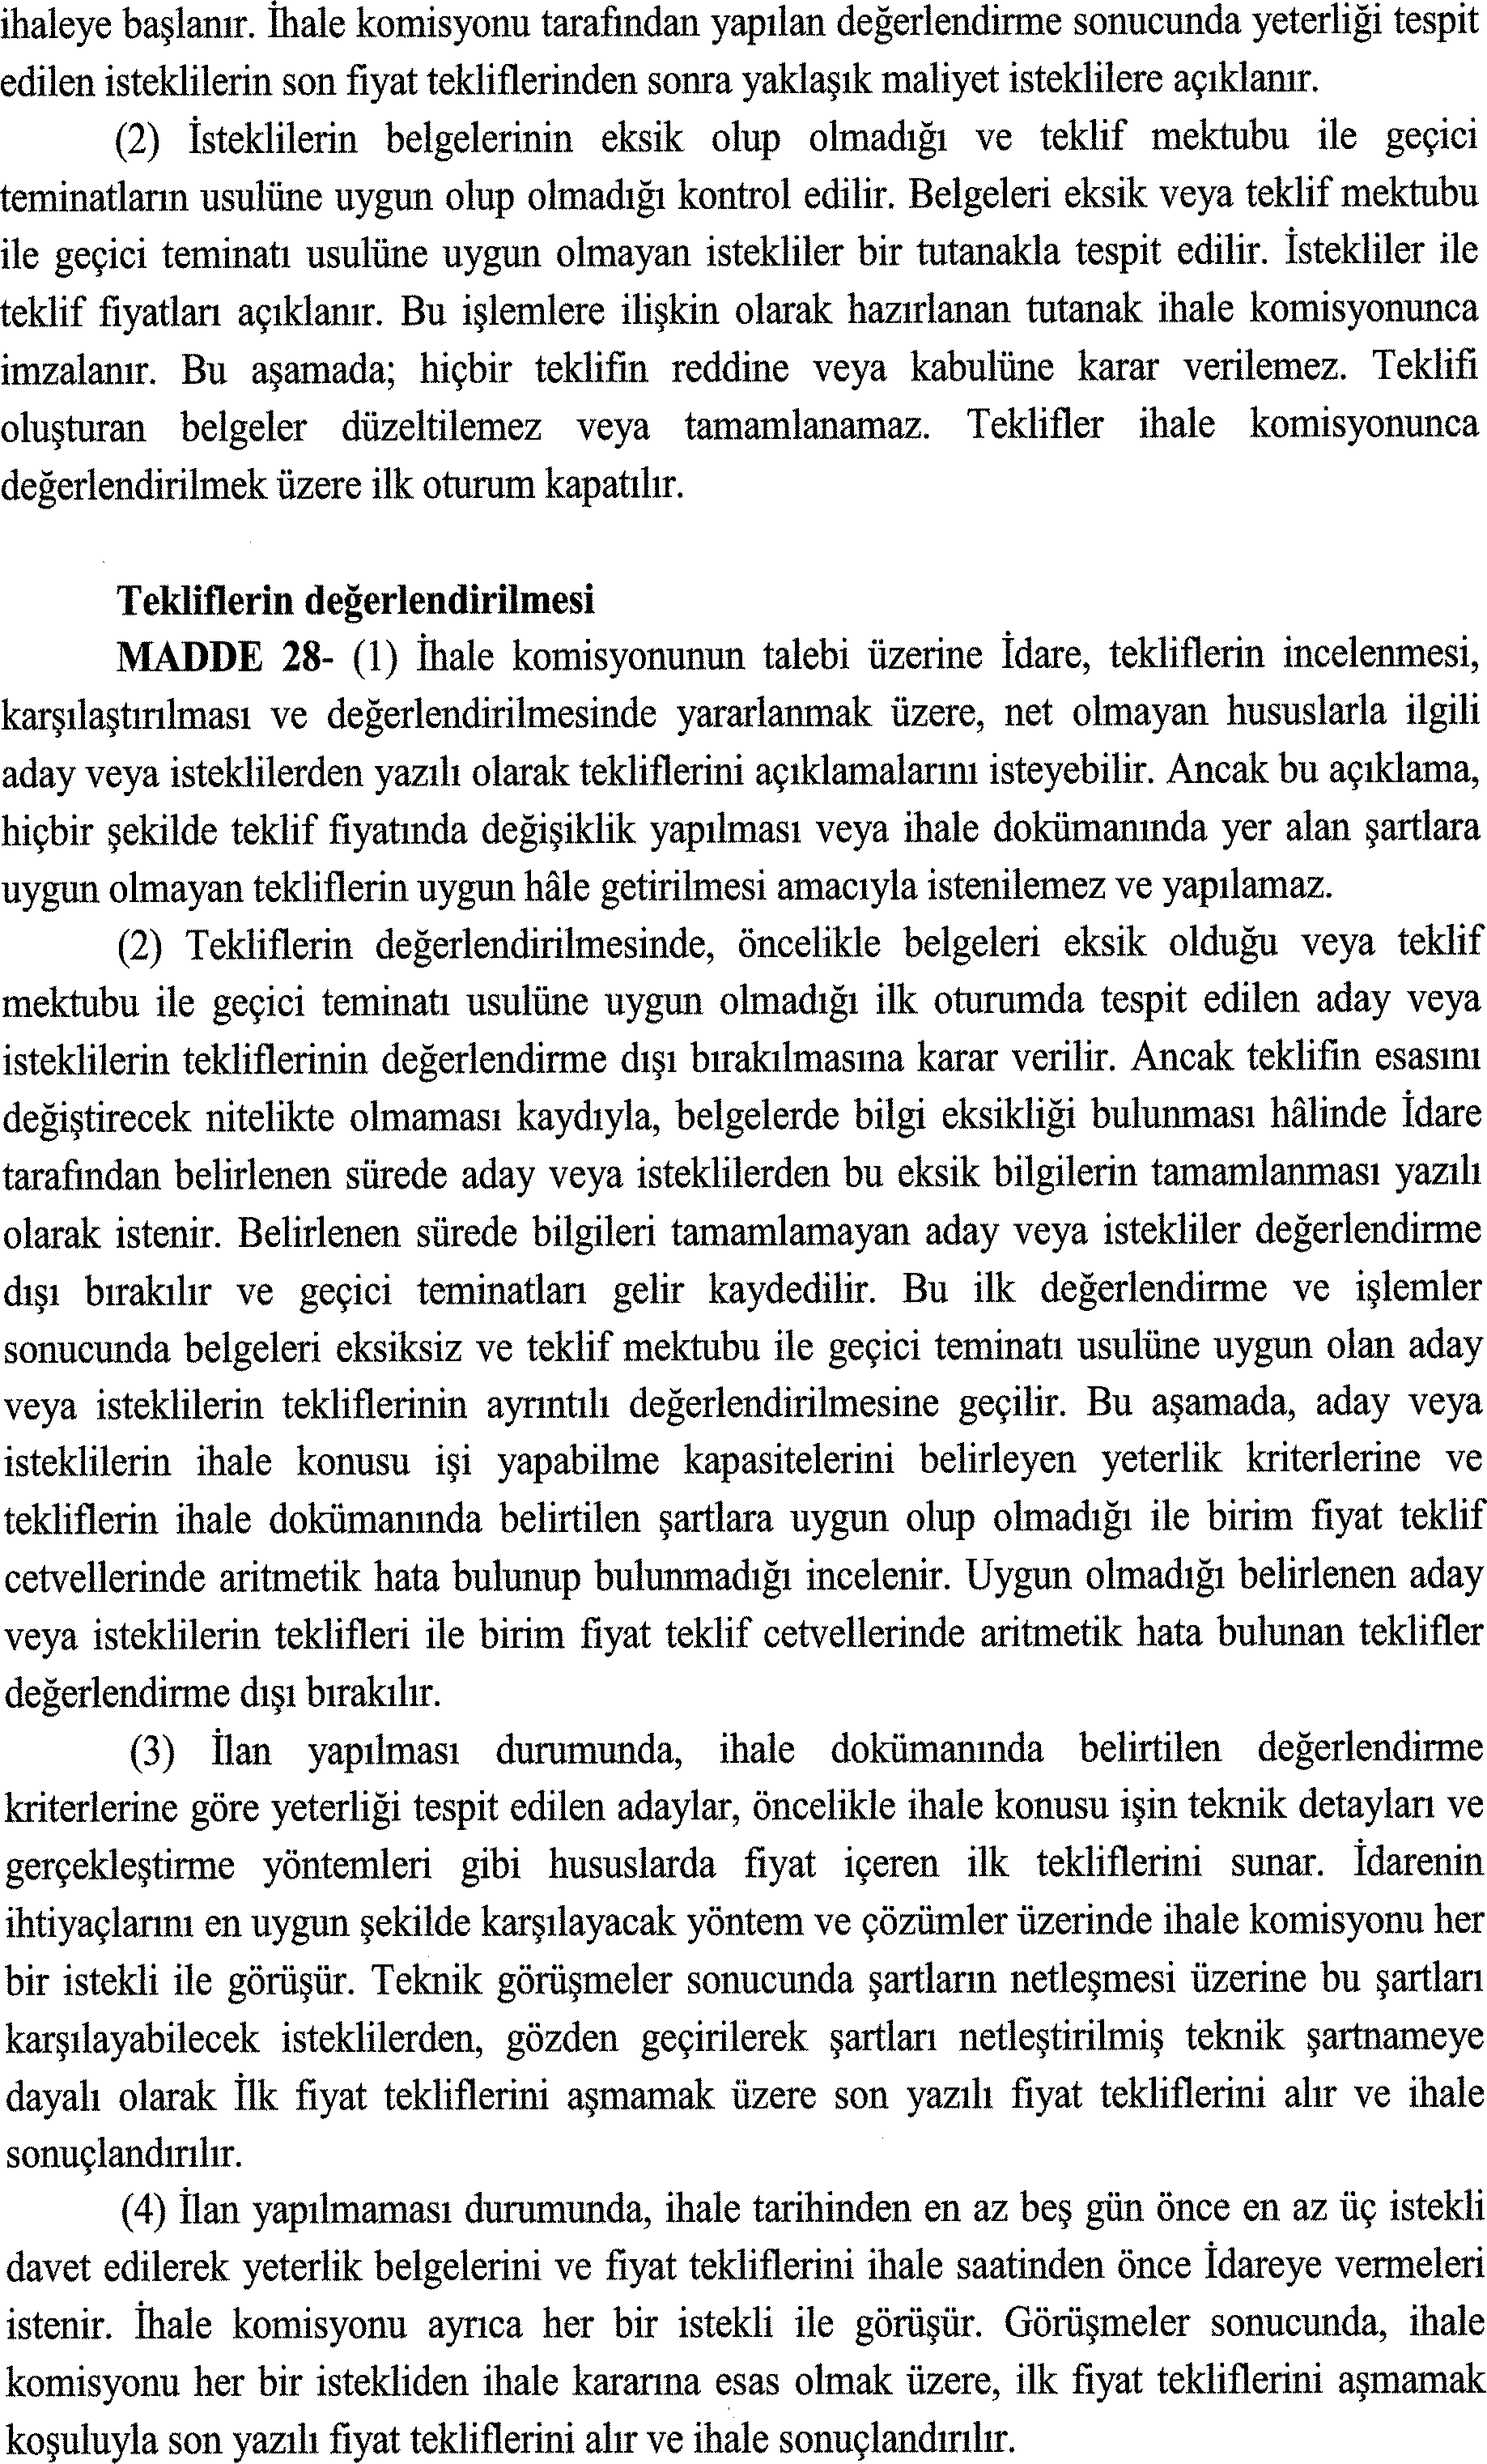 ihaleye başlanır. İhale komisyonu tarafından yapılan değerlendirme sonucunda yeterliği tespit
edilen isteklilerin son fiyat tekliflerinden sonra yaklaşık maliyet isteklilere açıklanır.
(2) İsteklilerin belgelerinin eksik olup olmadığı ve teklif mektubu ile geçici
teminatların usulüne uygun olup olmadığı kontrol edilir. Belgeleri eksik veya teklif mektubu
ile geçici teminatı usulüne uygun olmayan istekliler bir tutanakla tespit edilir. İstekliler ile
teklif fiyatları açıklanır. Bu işlemlere ilişkin olarak hazırlanan tutanak ihale komisyonunca
imzalanır. Bu aşamada; hiçbir teklifin reddine veya kabulüne karar verilemez. Teklifi
oluşturan belgeler düzeltilemez veya tamamlanamaz. Teklifler ihale komisyonunca
değerlendirilmek üzere ilk oturum kapatılır.
Tekliflerin değerlendirilmesi
MADDE 28- (1) İhale komisyonunun talebi üzerine İdare, tekliflerin incelenmesi,
karşılaştırılması ve değerlendirilmesinde yararlanmak üzere, net olmayan hususlarla ilgili
aday veya isteklilerden yazılı olarak tekliflerini açıklamalarını isteyebilir. Ancak bu açıklama,
hiçbir şekilde teklif fiyatında değişiklik yapılması veya ihale dokümanında yer alan şartlara
uygun olmayan tekliflerin uygun hâle getirilmesi amacıyla istenilemez ve yapılamaz.
(2) Tekliflerin değerlendirilmesinde, öncelikle belgeleri eksik olduğu veya teklif
mektubu ile geçici teminatı usulüne uygun olmadığı ilk oturumda tespit edilen aday veya
isteklilerin tekliflerinin değerlendirme dışı bırakılmasına karar verilir. Ancak teklifin esasını
değiştirecek nitelikte olmaması kaydıyla, belgelerde bilgi eksikliği bulunması hâlinde İdare
tarafından belirlenen sürede aday veya isteklilerden bu eksik bilgilerin tamamlanması yazılı
olarak istenir. Belirlenen sürede bilgileri tamamlamayan aday veya istekliler değerlendirme
dışı bırakılır ve geçici teminatları gelir kaydedilir. Bu ilk değerlendirme ve işlemler
sonucunda belgeleri eksiksiz ve teklif mektubu ile geçici teminatı usulüne uygun olan aday
veya isteklilerin tekliflerinin ayrıntılı değerlendirilmesine geçilir. Bu aşamada, aday veya
isteklilerin ihale konusu işi yapabilme kapasitelerini belirleyen yeterlik kriterlerine ve
tekliflerin ihale dokümanında belirtilen şartlara uygun olup olmadığı ile birim fiyat teklif
cetvellerinde aritmetik hata bulunup bulunmadığı incelenir. Uygun olmadığı belirlenen aday
veya isteklilerin teklifleri ile birim fiyat teklif cetvellerinde aritmetik hata bulunan teklifler
değerlendirme dışı bırakılır.
(3) İlan yapılması durumunda, ihale dokümanında belirtilen değerlendirme
kriterlerine göre yeterliği tespit edilen adaylar, öncelikle ihale konusu işin teknik detayları ve
gerçekleştirme yöntemleri gibi hususlarda fiyat içeren ilk tekliflerini sunar. İdarenin
ihtiyaçlarını en uygun şekilde karşılayacak yöntem ve çözümler üzerinde ihale komisyonu her
bir istekli ile görüşür. Teknik görüşmeler sonucunda şartların netleşmesi üzerine bu şartları
karşılayabilecek isteklilerden, gözden geçirilerek şartları netleştirilmiş teknik şartnameye
dayalı olarak İlk fiyat tekliflerini aşmamak üzere son yazılı fiyat tekliflerini alır ve ihale
sonuçlandırılır.
(4) İlan yapılmaması durumunda, ihale tarihinden en az beş gün önce en az üç istekli
davet edilerek yeterlik belgelerini ve fiyat tekliflerini ihale saatinden önce İdareye vermeleri
istenir. İhale komisyonu ayrıca her bir istekli ile görüşür. Görüşmeler sonucunda, ihale
komisyonu her bir istekliden ihale kararına esas olmak üzere, ilk fiyat tekliflerini aşmamak
koşuluyla son yazılı fiyat tekliflerini alır ve ihale sonuçlandırılır.